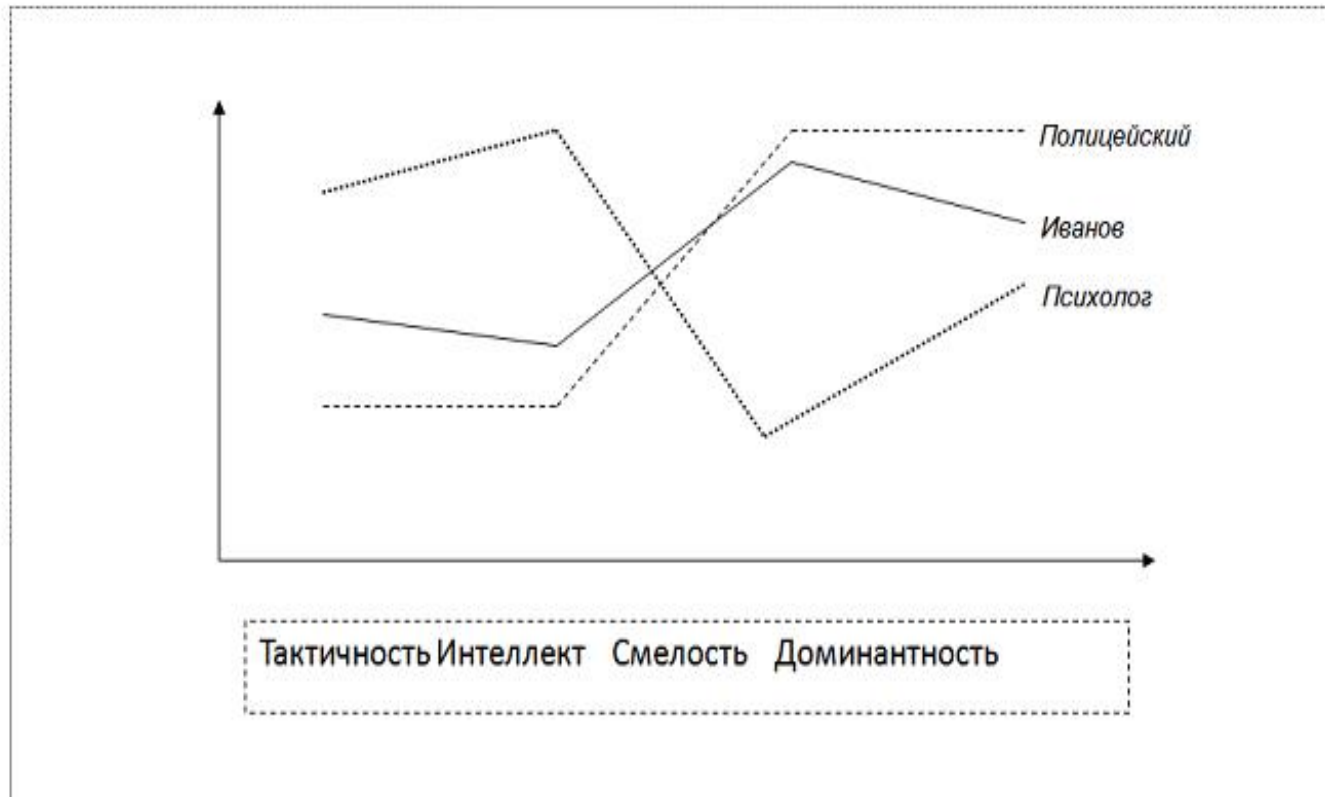 Полицейский
Иванов
Психолог
Тактичность Интеллект Смелость Доминантность